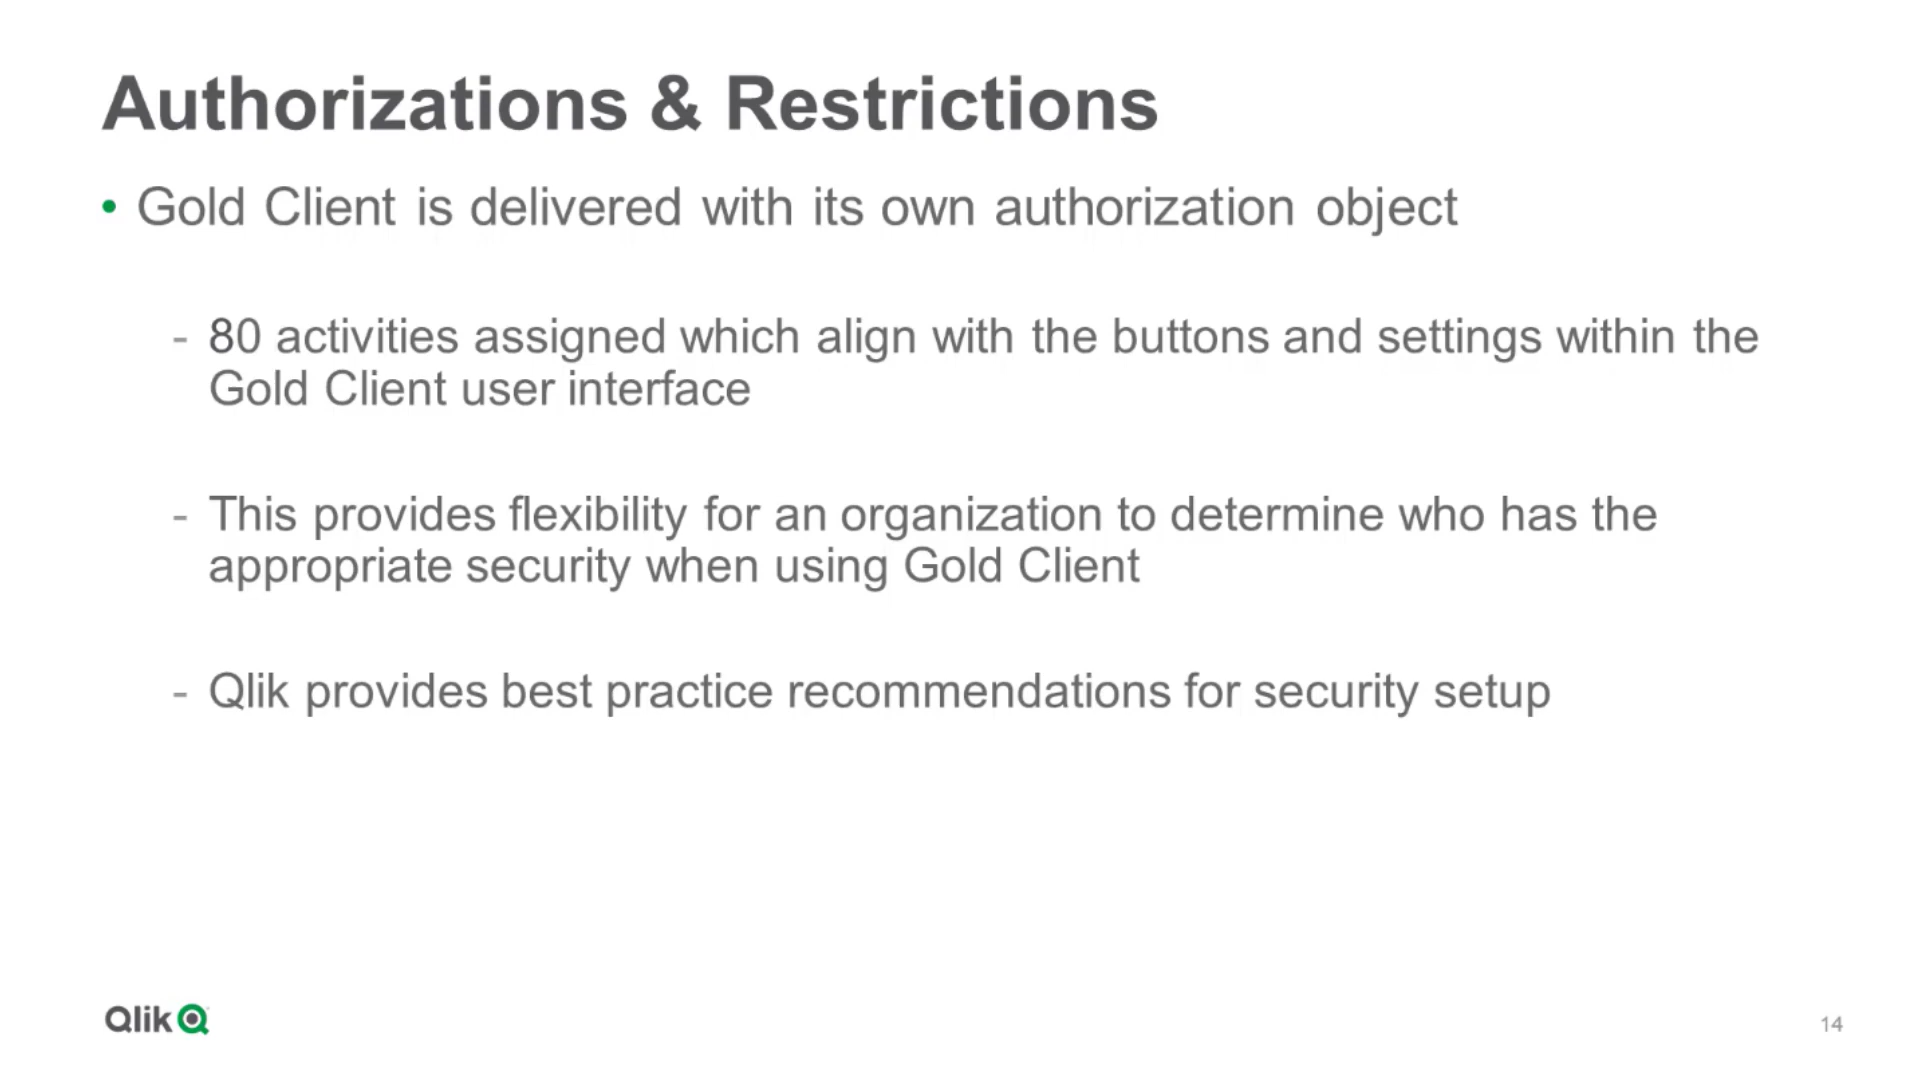 Authorizations & Restrictions
• Gold Client is delivered with its own authorization object
- 80 activities assigned which align with the buttons and settings within the
Gold Client user interface
- This provides flexibility for an organization to determine who has the
appropriate security when using Gold Client
- Qlik provides best practice recommendations for security setup
Qlik
14